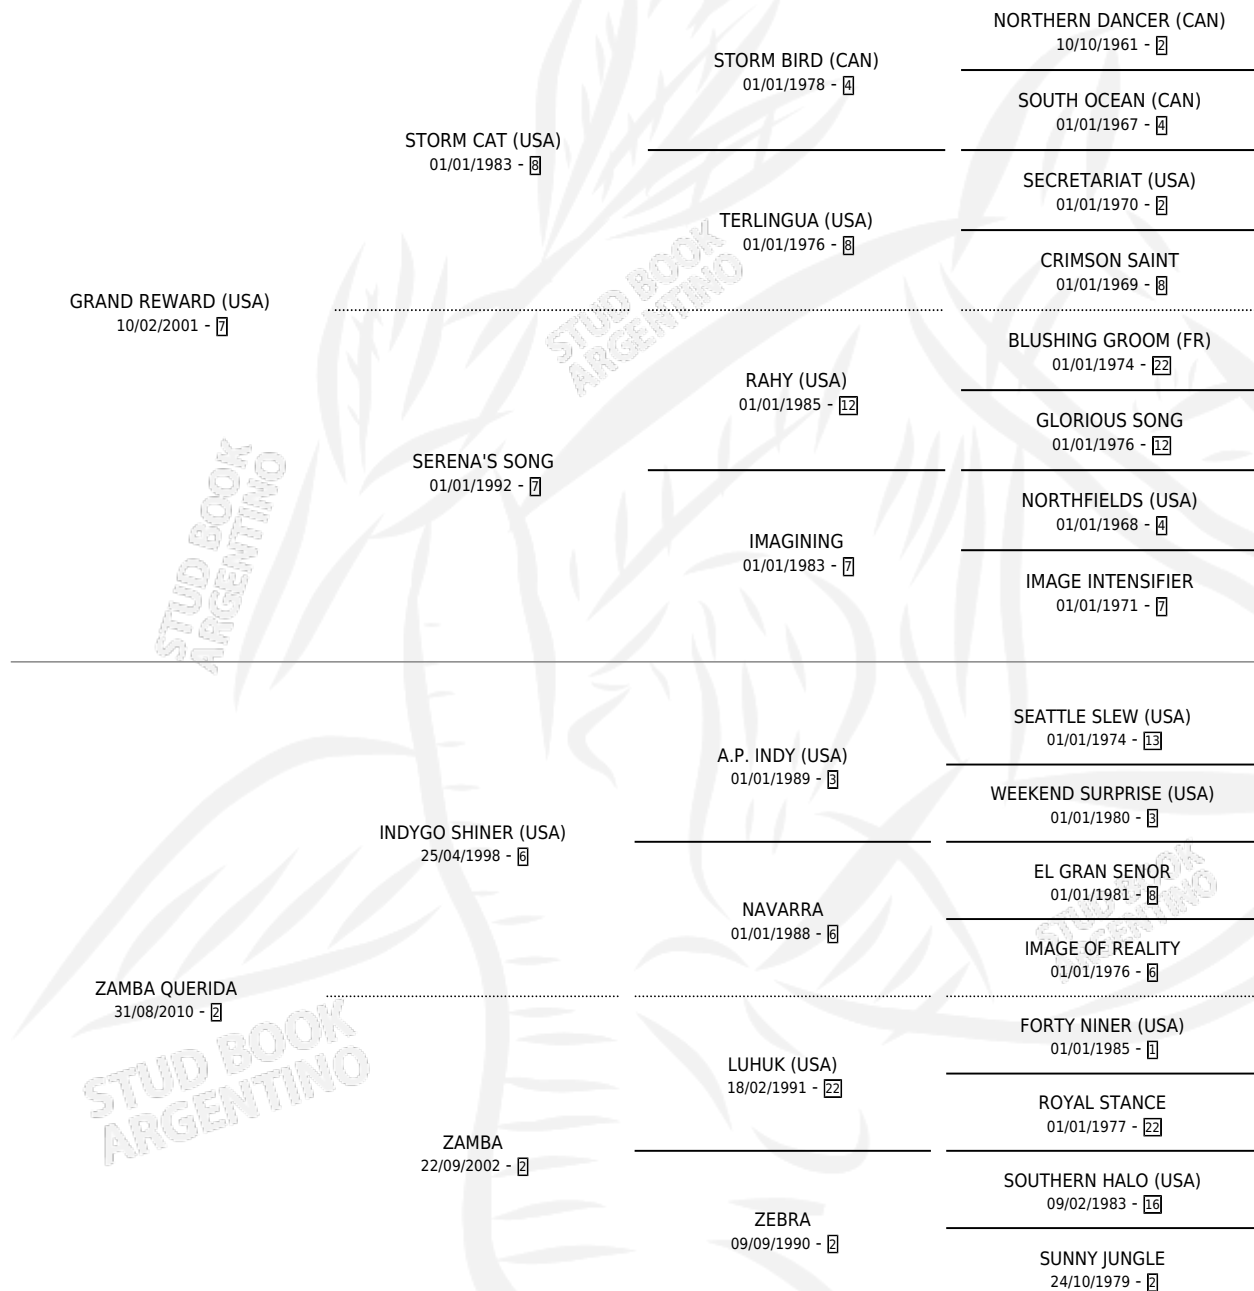 NORTHERN DANCER (CAN)
10/10/1961 - 2
STORM BIRD (CAN)
01/01/1978 - 4
SOUTH OCEAN (CAN)
01/01/1967 - 4
STORM CAT (USA)
01/01/1983 - 8
SECRETARIAT (USA)
01/01/1970 - 2
TERLINGUA (USA)
01/01/1976 - 8
CRIMSON SAINT
01/01/1969 - 8
GRAND REWARD (USA)
10/02/2001 - 7
BLUSHING GROOM (FR)
01/01/1974 - 22
RAHY (USA)
01/01/1985 - 12
GLORIOUS SONG
01/01/1976 - 12
SERENA'S SONG
01/01/1992 - 7
NORTHFIELDS (USA)
01/01/1968 - 4
IMAGINING
01/01/1983 - 7
IMAGE INTENSIFIER
01/01/1971 - 7
SEATTLE SLEW (USA)
01/01/1974 - 13
A.P. INDY (USA)
01/01/1989 - 3
WEEKEND SURPRISE (USA)
01/01/1980 - 3
INDYGO SHINER (USA)
25/04/1998 - 6
EL GRAN SENOR
01/01/1981 - 8
NAVARRA
01/01/1988 - 6
IMAGE OF REALITY
01/01/1976 - 6
ZAMBA QUERIDA
31/08/2010 - 2
FORTY NINER (USA)
01/01/1985 - 1
LUHUK (USA)
18/02/1991 - 22
ROYAL STANCE
01/01/1977 - 22
ZAMBA
22/09/2002 - 2
SOUTHERN HALO (USA)
09/02/1983 - 16
ZEBRA
09/09/1990 - 2
SUNNY JUNGLE
24/10/1979 - 2
STUD BOOK
ARGENTINO
STUD BOOK
ARGENTINO
STUD BOOK
ARGENTINO
STUD BOOK
ARGENTINO